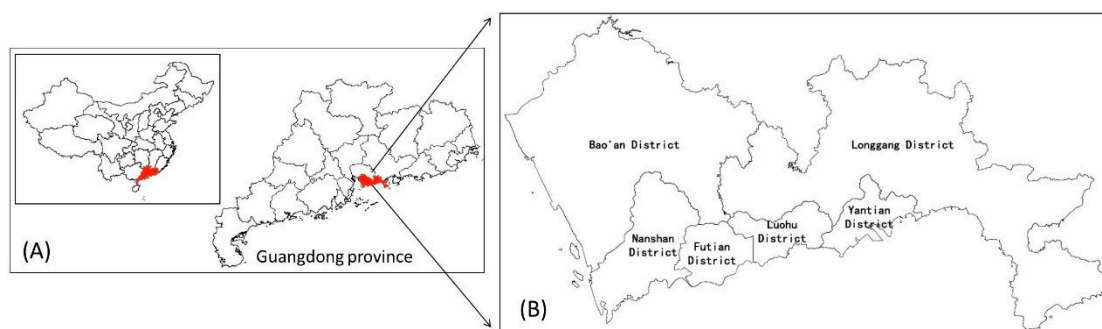 (A)
Guangdong province
Bao'an District
Longgang District
Nanshan
District
Futian
District
Luohu
District
Yantian
District
(B)